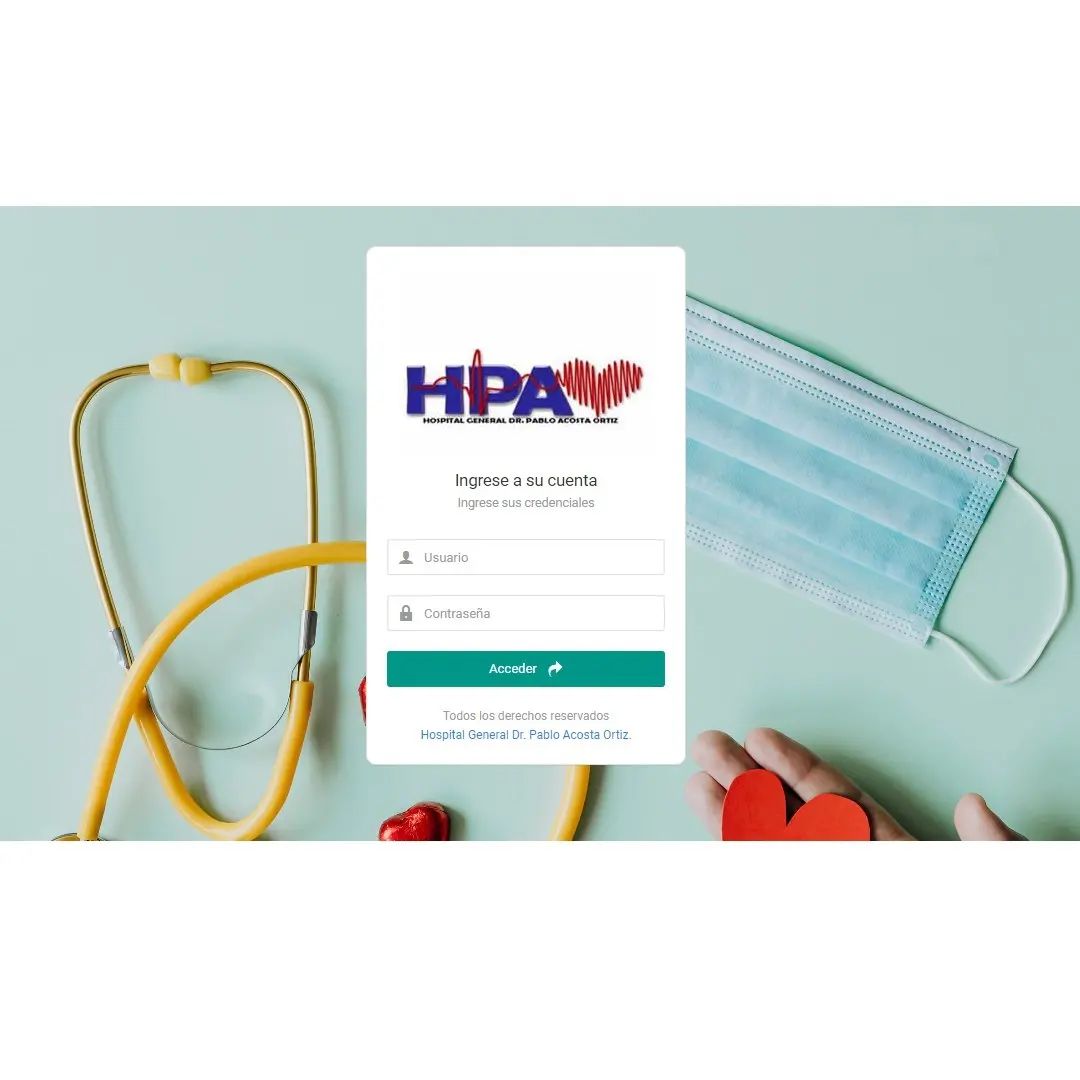 HPA
HOSPITAL GENERAL DR. PABLO ACOSTA ORTIZ
Ingrese a su cuenta
Ingrese sus credenciales
Usuario
Contraseña
Acceder
Todos los derechos reservados
Hospital General Dr. Pablo Acosta Ortiz.